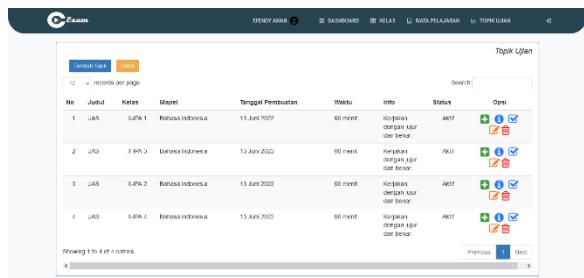 Exam
EFENDY AWAN
DASHBOARD
KELAS
MATA PELAJARAN
TOPIK UJIAN
Topik Ujian
Tambah Topik
Cetak
10 records per page
Search:
No Judul Kelas Mapel Tanggal Pembuatan Waktu Info Status Opsi
1 UAS X-IPA 1 Bahasa Indonesia 13 Juni 2022 90 menit Kerjakan Aktif
dengan jujur
dan benar.
2 UAS X-IPA 3 Bahasa Indonesia 13 Juni 2022 90 menit Kerjakan Aktif
dengan jujur
dan benar.
3 UAS X-IPA 2 Bahasa Indonesia 13 Juni 2022 90 menit Kerjakan Aktif
dengan jujur
dan benar.
4 UAS X-IPA 4 Bahasa Indonesia 13 Juni 2022 90 menit Kerjakan Aktif
dengan jujur
dan benar.
Showing 1 to 4 of 4 entries
Previous 1 Next